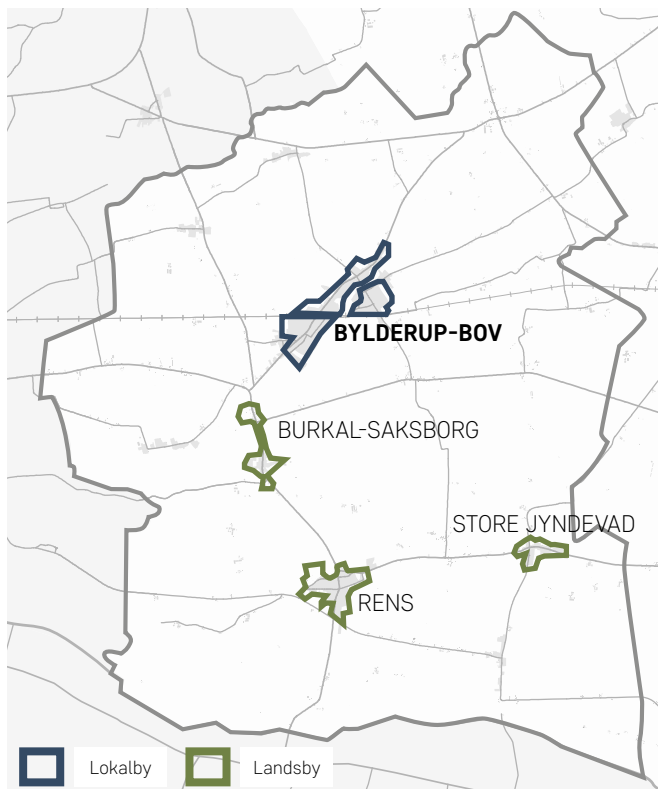 BYLDERUP-BOV
BURKAL-SAKSBORG
STORE JYNDEVAD
RENS
Lokalby
Landsby